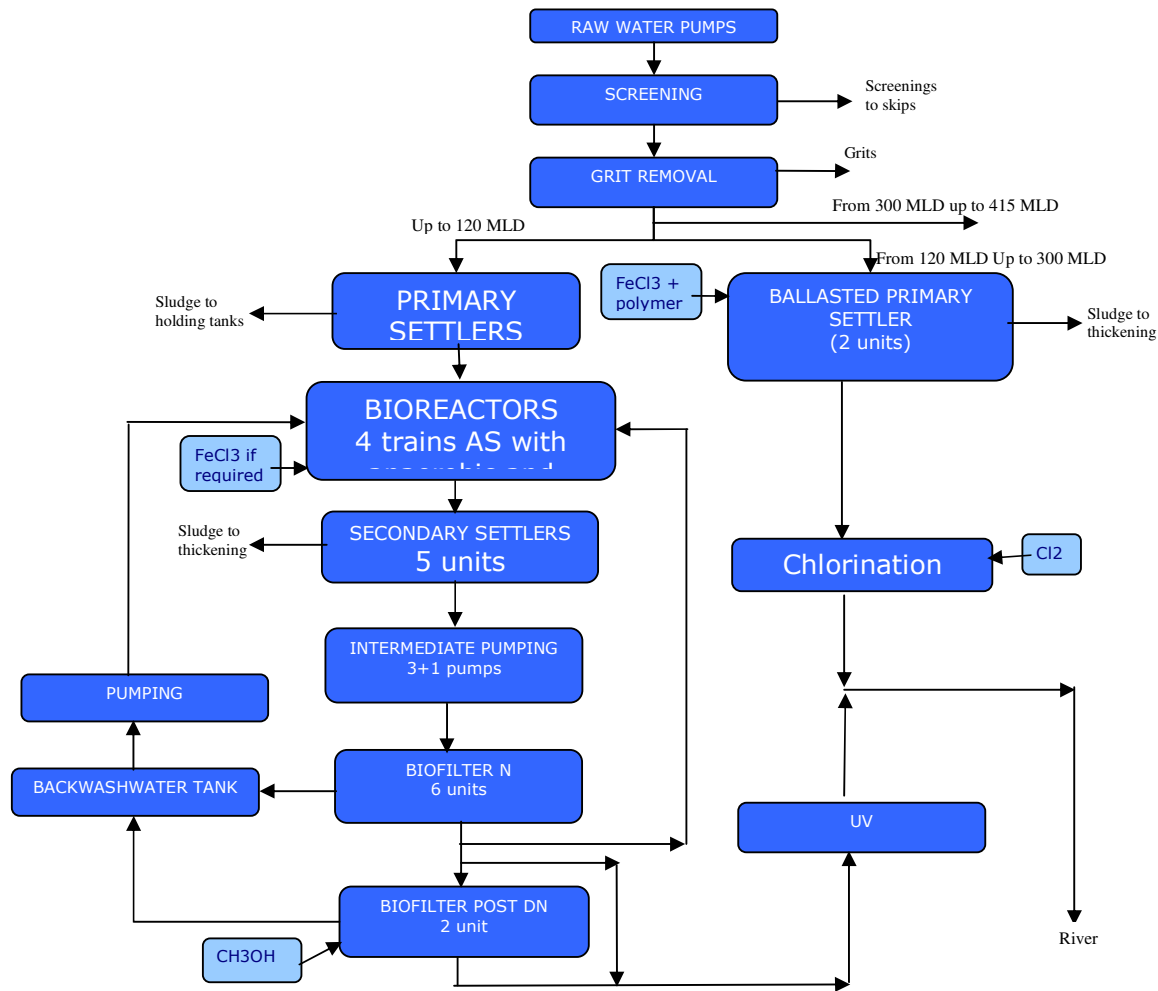 RAW WATER PUMPS
SCREENING
Screenings
to skips
GRIT REMOVAL
Grits
From 300 MLD up to 415 MLD
Up to 120 MLD
From 120 MLD Up to 300 MLD
PRIMARY
SETTLERS
Sludge to
holding tanks
FeCl3 +
polymer
BALLASTED PRIMARY
SETTLER
(2 units)
Sludge to
thickening
BIOREACTORS
4 trains AS with
anaerobic and
FeCl3 if
required
SECONDARY SETTLERS
5 units
Sludge to
thickening
Chlorination
Cl2
INTERMEDIATE PUMPING
3+1 pumps
PUMPING
BACKWASHWATER TANK
BIOFILTER N
6 units
UV
BIOFILTER POST DN
2 unit
CH3OH
River